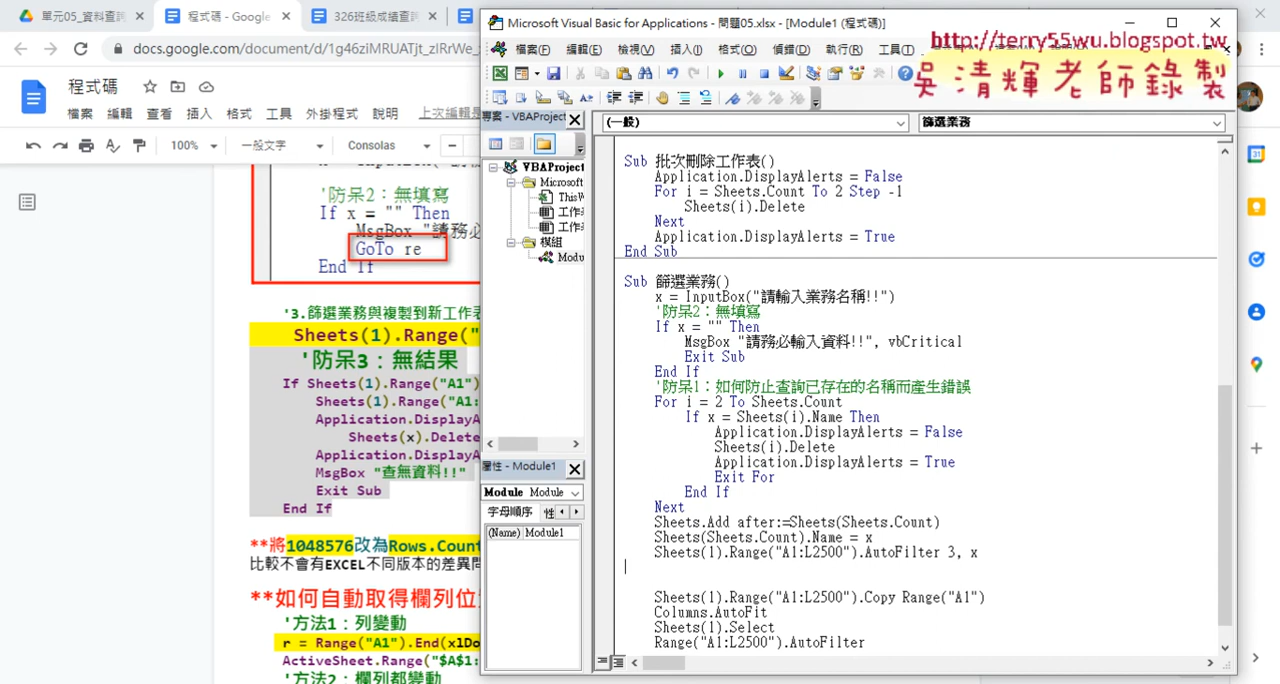 單元05_資料查詢
程式碼 - Google
326班級成績查詢
docs.google.com/document/d/1g46ziMRUATjt_zlRrWe_
程式碼
檔案 編輯 查看 插入 格式 工具 外掛程式 說明
100% 一般文字 Consolas
'防呆2：無填寫
If x = "" Then
MsgBox "請務必
GoTo re
End If
'3.篩選業務與複製到新工作表
Sheets(1).Range("
'防呆3：無結果
If Sheets(1).Range("A1")
Sheets(1).Range("A1:
Application.DisplayA
Sheets(x).Delete
Application.DisplayA
MsgBox "查無資料!!"
Exit Sub
End If
**將1048576改為Rows.Count
比較不會有EXCEL不同版本的差異問
**如何自動取得欄列位
'方法1：列變動
r = Range("A1").End(xlDo
ActiveSheet.Range("$A$1:
'方法2：欄列都變動
Microsoft Visual Basic for Applications - 問題05.xlsx - [Module1 (程式碼)]
檔案(F) 編輯(E) 檢視(V) 插入(I) 格式(O) 偵錯(D) 執行(R) 工具(T)
http://terry55wu.blogspot.tw
吳清輝老師錄製
專案 - VBAProject
VBAProject
Microsoft
ThisW
工作表
工作表
模組
Modu
屬性 - Module1
Module Module
字母順序 性
(Name) Module1
(一般) 篩選業務
Sub 批次刪除工作表()
Application.DisplayAlerts = False
For i = Sheets.Count To 2 Step -1
Sheets(i).Delete
Next
Application.DisplayAlerts = True
End Sub
Sub 篩選業務()
x = InputBox("請輸入業務名稱!!")
'防呆2：無填寫
If x = "" Then
MsgBox "請務必輸入資料!!", vbCritical
Exit Sub
End If
'防呆1：如何防止查詢已存在的名稱而產生錯誤
For i = 2 To Sheets.Count
If x = Sheets(i).Name Then
Application.DisplayAlerts = False
Sheets(i).Delete
Application.DisplayAlerts = True
Exit For
End If
Next
Sheets.Add after:=Sheets(Sheets.Count)
Sheets(Sheets.Count).Name = x
Sheets(1).Range("A1:L2500").AutoFilter 3, x
Sheets(1).Range("A1:L2500").Copy Range("A1")
Columns.AutoFit
Sheets(1).Select
Range("A1:L2500").AutoFilter